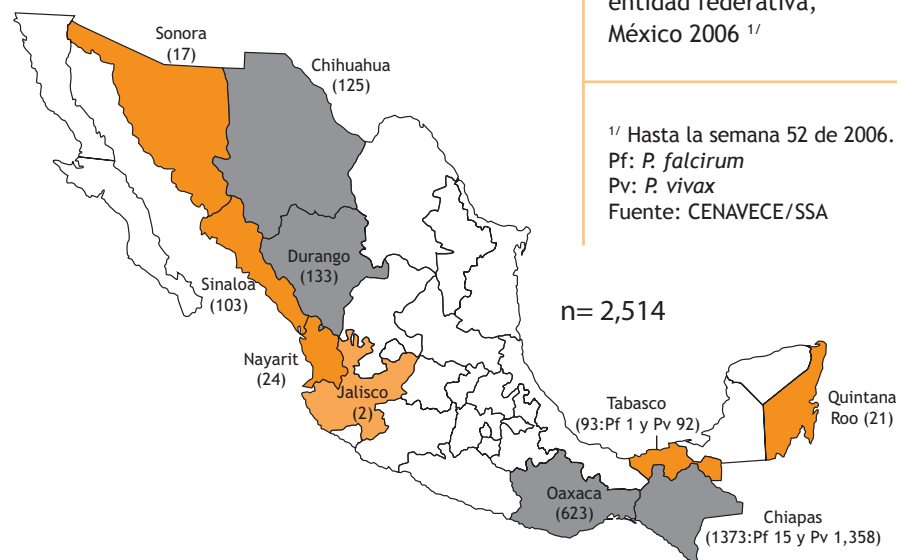 entidad federativa,
México 2006 1/
1/ Hasta la semana 52 de 2006.
Pf: P. falcirum
Pv: P. vivax
Fuente: CENAVECE/SSA
Sonora
(17)
Chihuahua
(125)
Durango
(133)
Sinaloa
(103)
n= 2,514
Nayarit
(24)
Jalisco
(2)
Tabasco
(93:Pf 1 y Pv 92)
Quintana
Roo (21)
Oaxaca
(623)
Chiapas
(1373:Pf 15 y Pv 1,358)